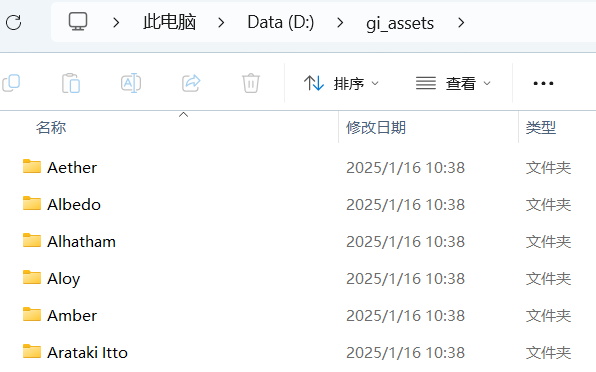 此电脑 Data (D:) gi_assets
排序 查看
名称 修改日期 类型
Aether 2025/1/16 10:38 文件夹
Albedo 2025/1/16 10:38 文件夹
Alhatham 2025/1/16 10:38 文件夹
Aloy 2025/1/16 10:38 文件夹
Amber 2025/1/16 10:38 文件夹
Arataki Itto 2025/1/16 10:38 文件夹